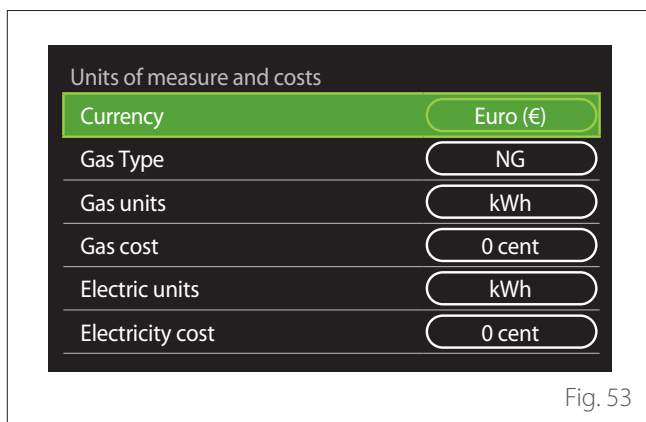 Units of measure and costs
Currency Euro (€)
Gas Type NG
Gas units kWh
Gas cost 0 cent
Electric units kWh
Electricity cost 0 cent
Fig. 53